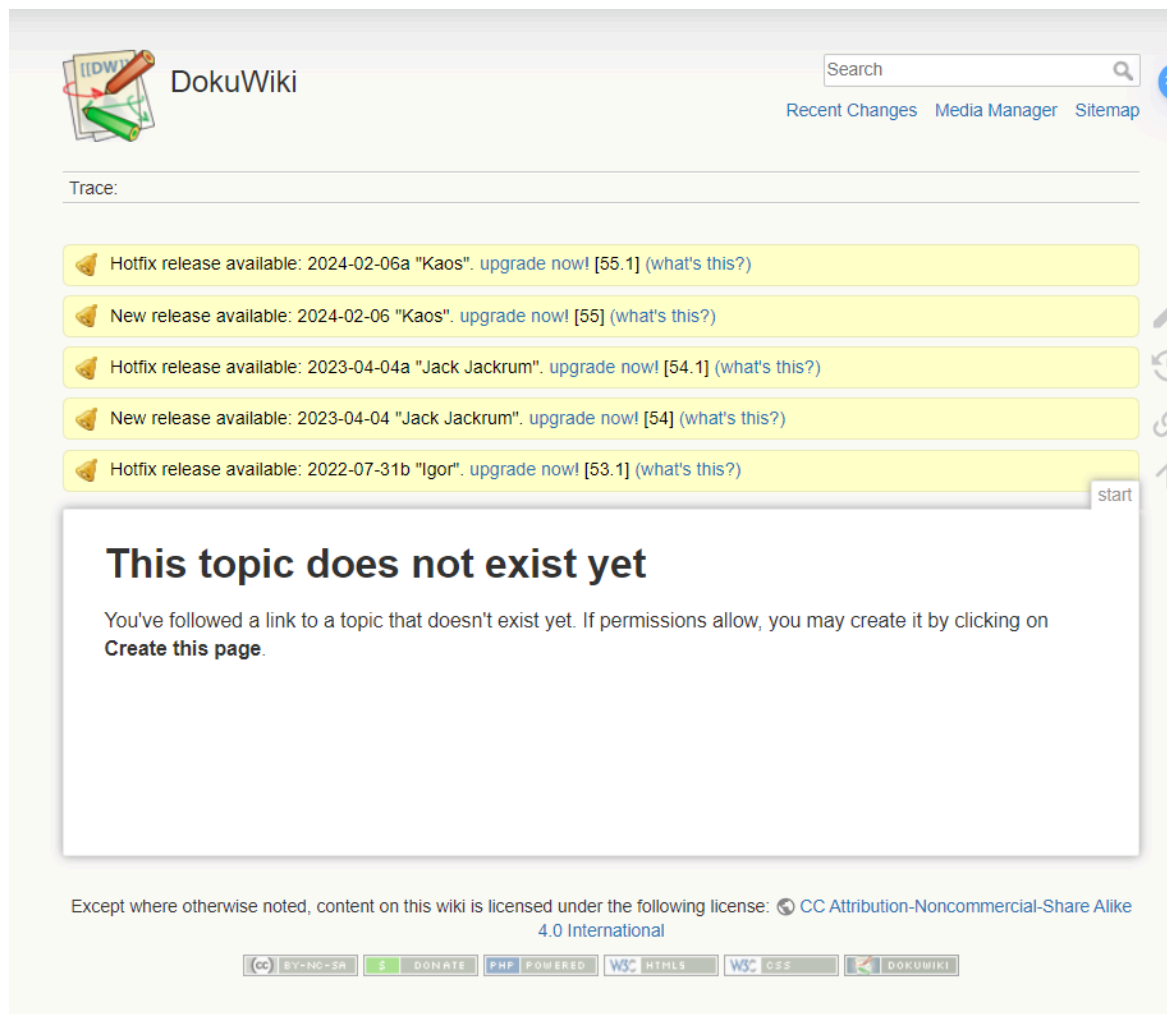 [[DW]]
DokuWiki
Search
Recent Changes Media Manager Sitemap
Trace:
Hotfix release available: 2024-02-06a "Kaos". upgrade now! [55.1] (what's this?)
New release available: 2024-02-06 "Kaos". upgrade now! [55] (what's this?)
Hotfix release available: 2023-04-04a "Jack Jackrum". upgrade now! [54.1] (what's this?)
New release available: 2023-04-04 "Jack Jackrum". upgrade now! [54] (what's this?)
Hotfix release available: 2022-07-31b "Igor". upgrade now! [53.1] (what's this?)
start
This topic does not exist yet
You've followed a link to a topic that doesn't exist yet. If permissions allow, you may create it by clicking on
Create this page.
Except where otherwise noted, content on this wiki is licensed under the following license: CC Attribution-Noncommercial-Share Alike
4.0 International
(cc) BY-NC-SA $ DONATE PHP POWERED W3C HTML5 W3C CSS DOKUWIKI